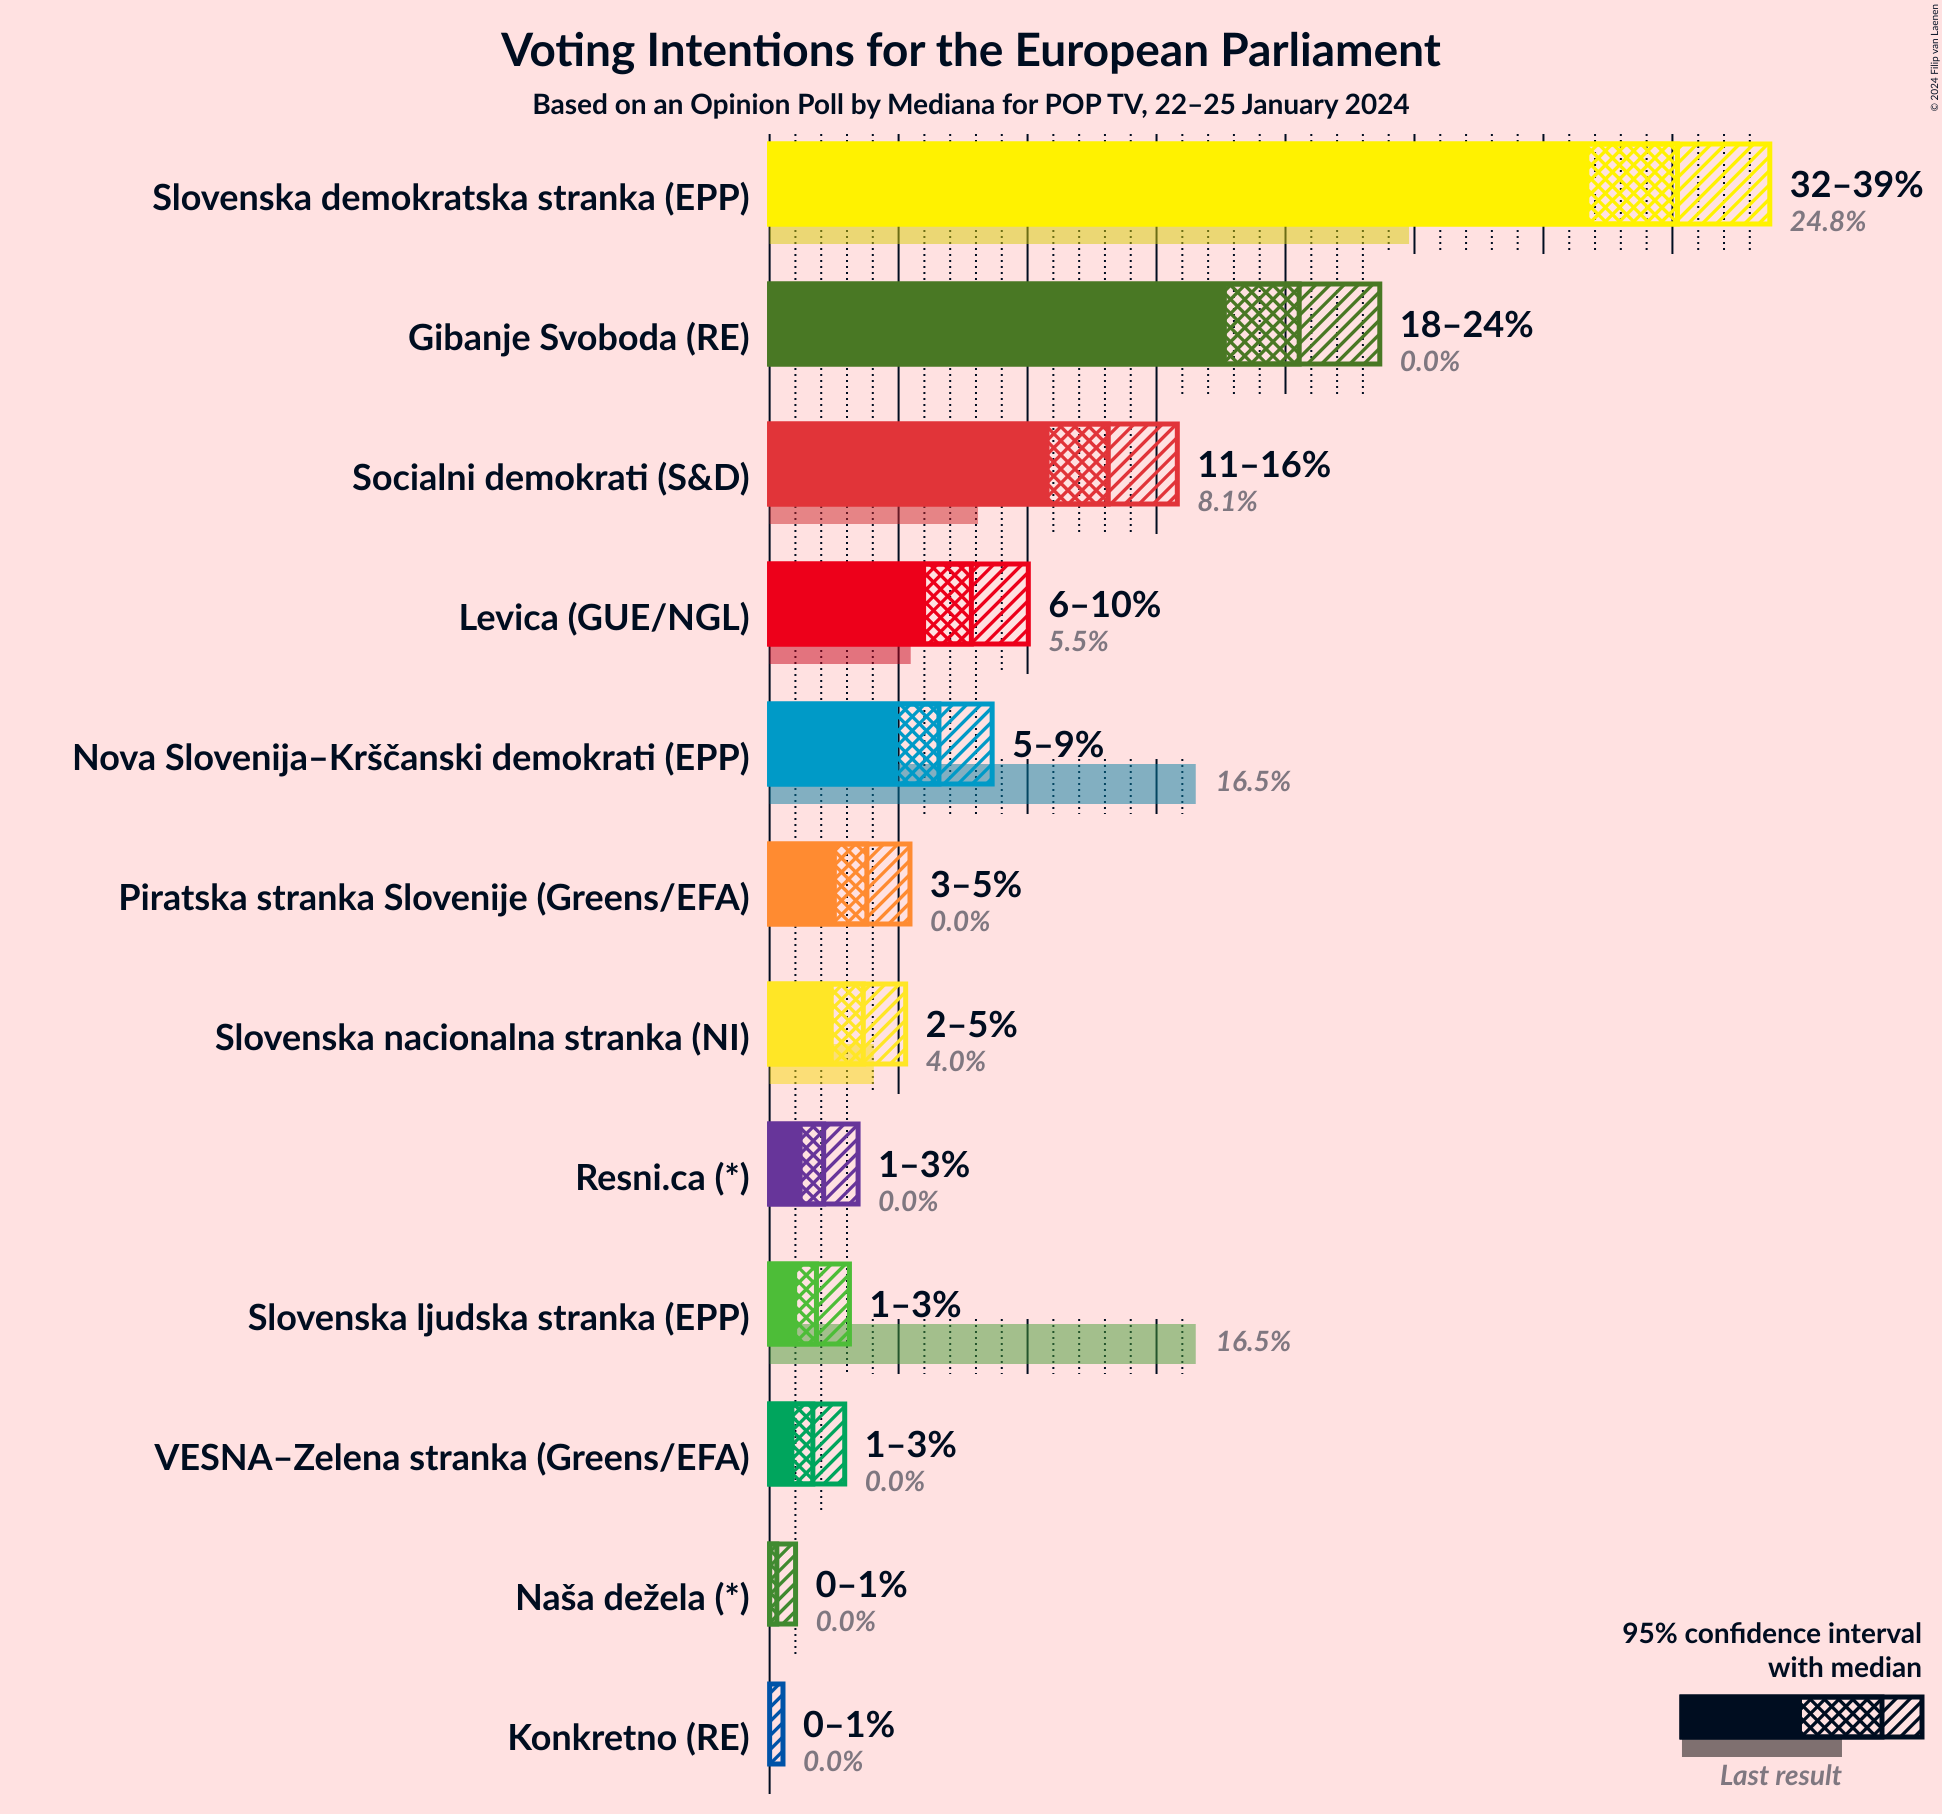 Voting Intentions for the European Parliament
Based on an Opinion Poll by Mediana for POP TV, 22–25 January 2024
© 2024 Filip van Laenen
Slovenska demokratska stranka (EPP)
32–39%
24.8%
Gibanje Svoboda (RE)
18–24%
0.0%
Socialni demokrati (S&D)
11–16%
8.1%
Levica (GUE/NGL)
6–10%
5.5%
Nova Slovenija–Krščanski demokrati (EPP)
5–9%
16.5%
Piratska stranka Slovenije (Greens/EFA)
3–5%
0.0%
Slovenska nacionalna stranka (NI)
2–5%
4.0%
Resni.ca (*)
1–3%
0.0%
Slovenska ljudska stranka (EPP)
1–3%
16.5%
VESNA–Zelena stranka (Greens/EFA)
1–3%
0.0%
Naša dežela (*)
0–1%
0.0%
Konkretno (RE)
0–1%
0.0%
95% confidence interval
with median
Last result